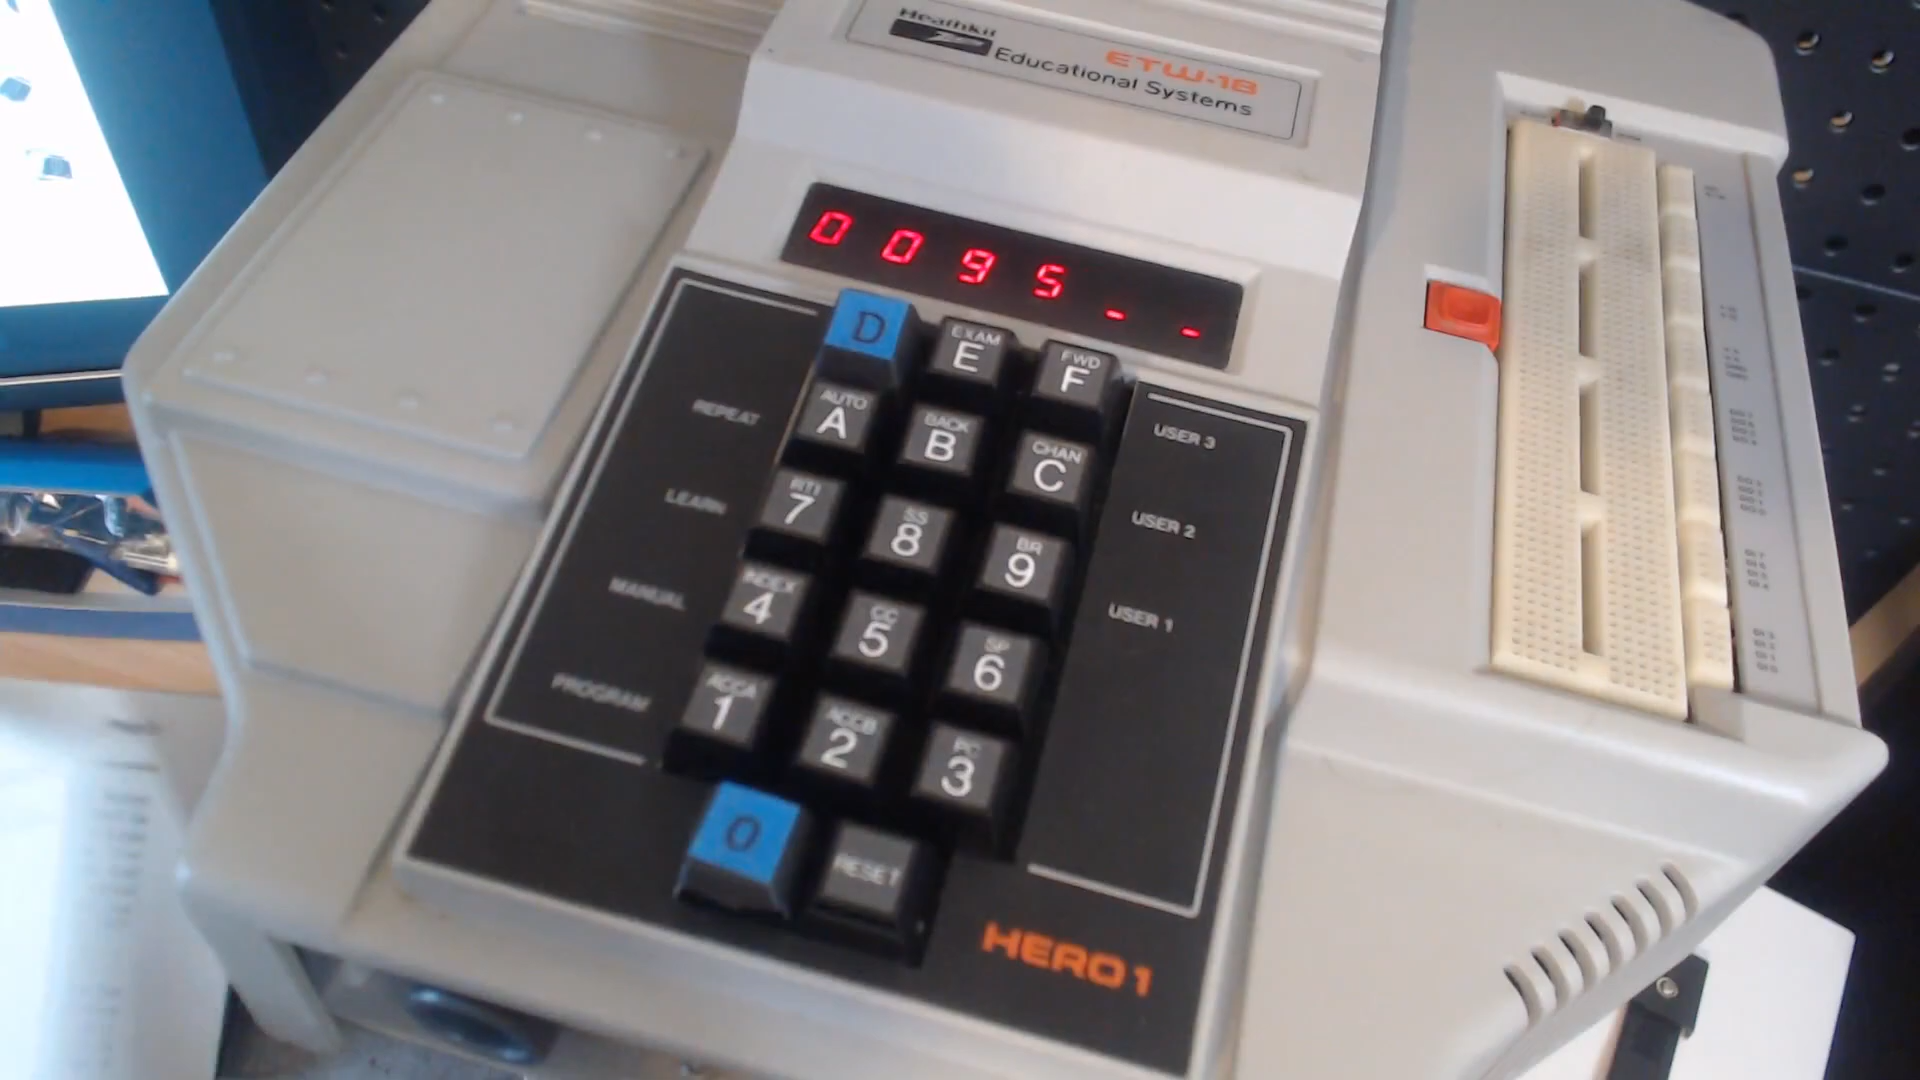 Heathkit
ETW-18
Educational Systems
0095_ _
D
EXAM
E
FWD
F
REPEAT
AUTO
A
BACK
B
CHAN
C
USER 3
LEARN
RTI
7
SS
8
BR
9
USER 2
MANUAL
INDEX
4
CC
5
SP
6
USER 1
PROGRAM
ACCA
1
ACCB
2
PC
3
0
RESET
HERO 1